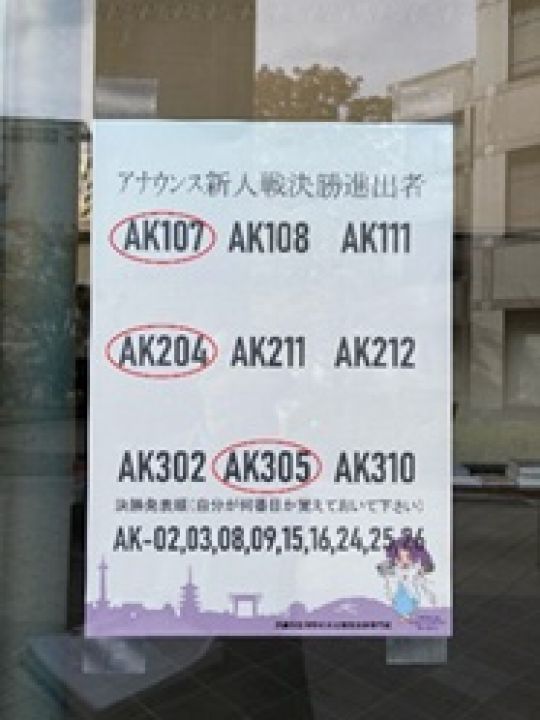 アナウンス新人戦決勝進出者
AK107 AK108 AK111
AK204 AK211 AK212
AK302 AK305 AK310
決勝発表順（自分が何番目か覚えておいて下さい）
AK-02,03,08,09,15,16,24,25,26